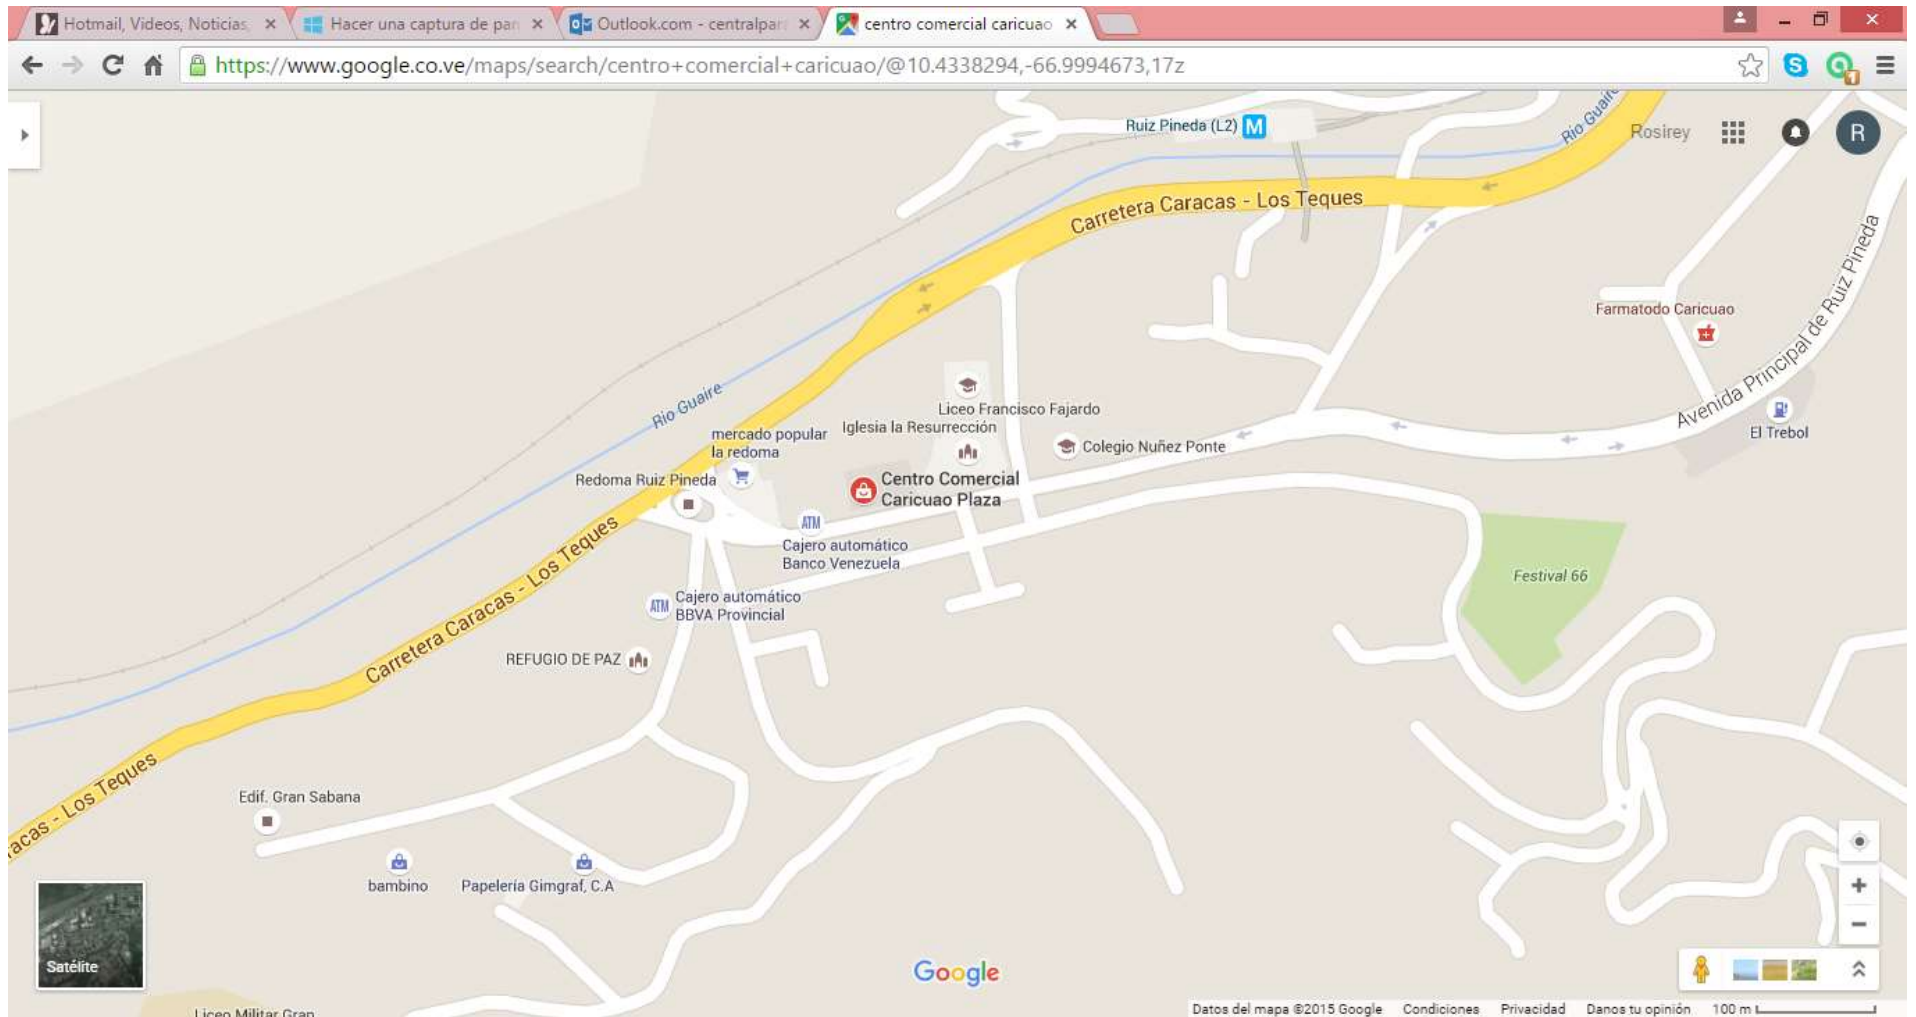 Hotmail, Videos, Noticias,
Hacer una captura de pan
Outlook.com - centralpar
centro comercial caricuao
https://www.google.co.ve/maps/search/centro+comercial+caricuao/@10.4338294,-66.9994673,17z
1
Ruiz Pineda (L2) M
Rio Guaire
Rosirey
R
Carretera Caracas - Los Teques
Avenida Principal de Ruiz Pineda
Farmatodo Caricuao
Rio Guaire
Liceo Francisco Fajardo
Iglesia la Resurrección
mercado popular
la redoma
Colegio Nuñez Ponte
El Trebol
Redoma Ruiz Pineda
Centro Comercial
Caricuao Plaza
ATM
Cajero automático
Banco Venezuela
Carretera Caracas - Los Teques
Festival 66
ATM
Cajero automático
BBVA Provincial
REFUGIO DE PAZ
racas - Los Teques
Edif. Gran Sabana
bambino
Papelería Gimgraf, C.A
Satélite
Google
Liceo Militar Gran
Datos del mapa ©2015 Google
Condiciones
Privacidad
Danos tu opinión
100 m